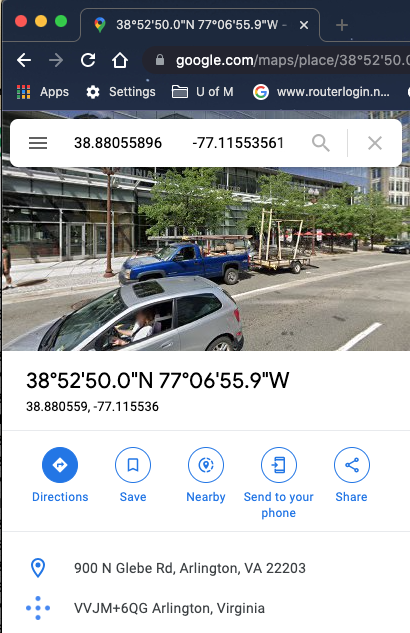 38°52'50.0"N 77°06'55.9"W -
google.com/maps/place/38°52'50.0
Apps Settings U of M www.routerlogin.n...
38.88055896 -77.11553561
38°52'50.0"N 77°06'55.9"W
38.880559, -77.115536
Directions Save Nearby Send to your phone Share
900 N Glebe Rd, Arlington, VA 22203
VVJM+6QG Arlington, Virginia